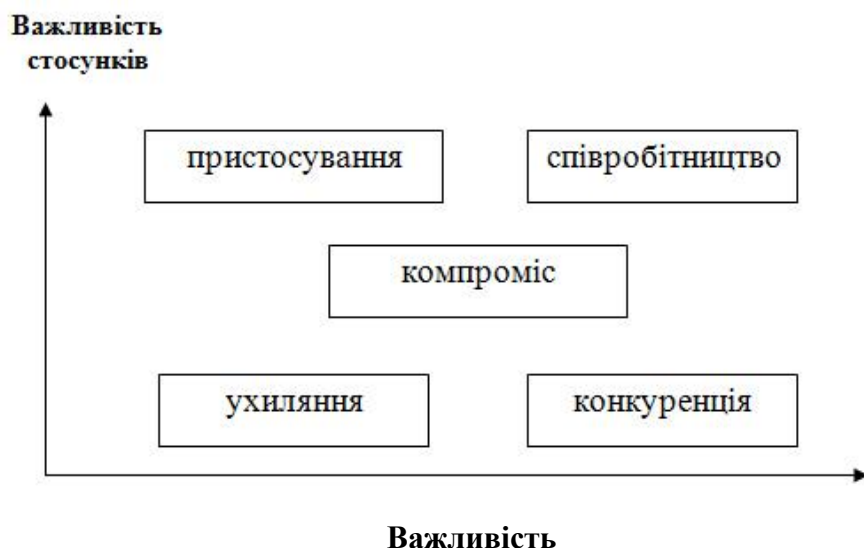 Важливість
стосунків
пристосування
співробітництво
компроміс
ухиляння
конкуренція
Важливість